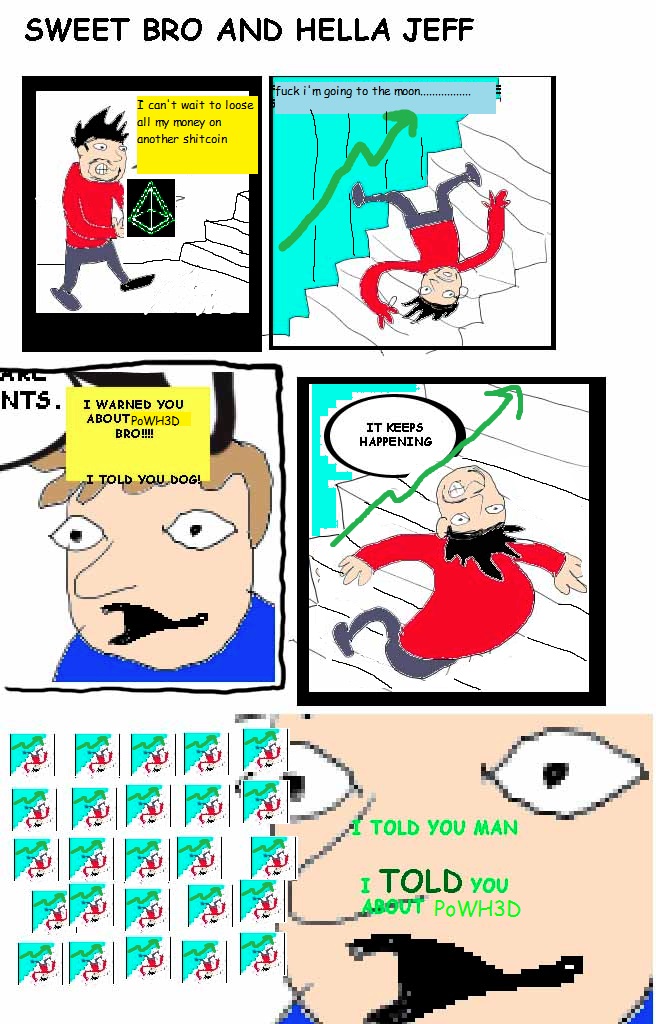 SWEET BRO AND HELLA JEFF
I can't wait to loose
all my money on
another shitcoin
fuck i'm going to the moon.................
NTS.
I WARNED YOU
ABOUT PoWH3D
BRO!!!!
I TOLD YOU DOG!
IT KEEPS
HAPPENING
I TOLD YOU MAN
I TOLD YOU
ABOUT PoWH3D